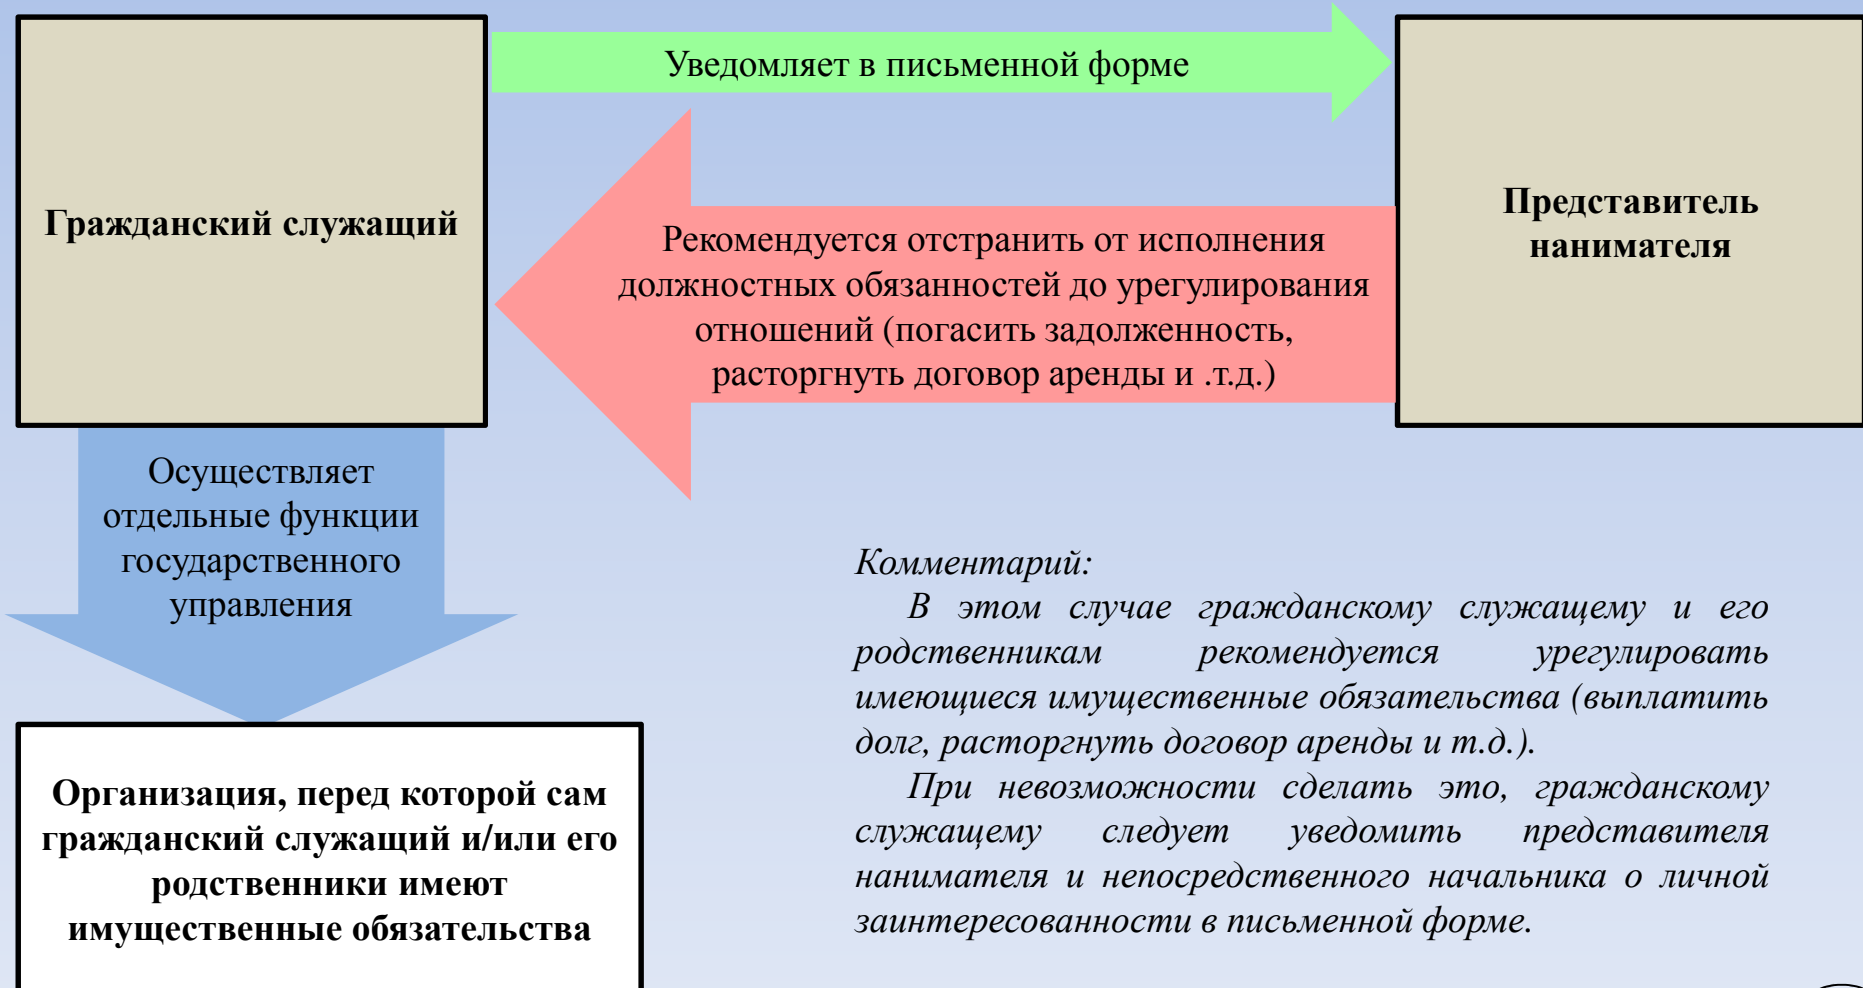 Уведомляет в письменной форме
Гражданский служащий
Представитель
нанимателя
Рекомендуется отстранить от исполнения
должностных обязанностей до урегулирования
отношений (погасить задолженность,
расторгнуть договор аренды и .т.д.)
Осуществляет
отдельные функции
государственного
управления
Организация, перед которой сам
гражданский служащий и/или его
родственники имеют
имущественные обязательства
Комментарий:
В этом случае гражданскому служащему и его
родственникам рекомендуется урегулировать
имеющиеся имущественные обязательства (выплатить
долг, расторгнуть договор аренды и т.д.).
При невозможности сделать это, гражданскому
служащему следует уведомить представителя
нанимателя и непосредственного начальника о личной
заинтересованности в письменной форме.